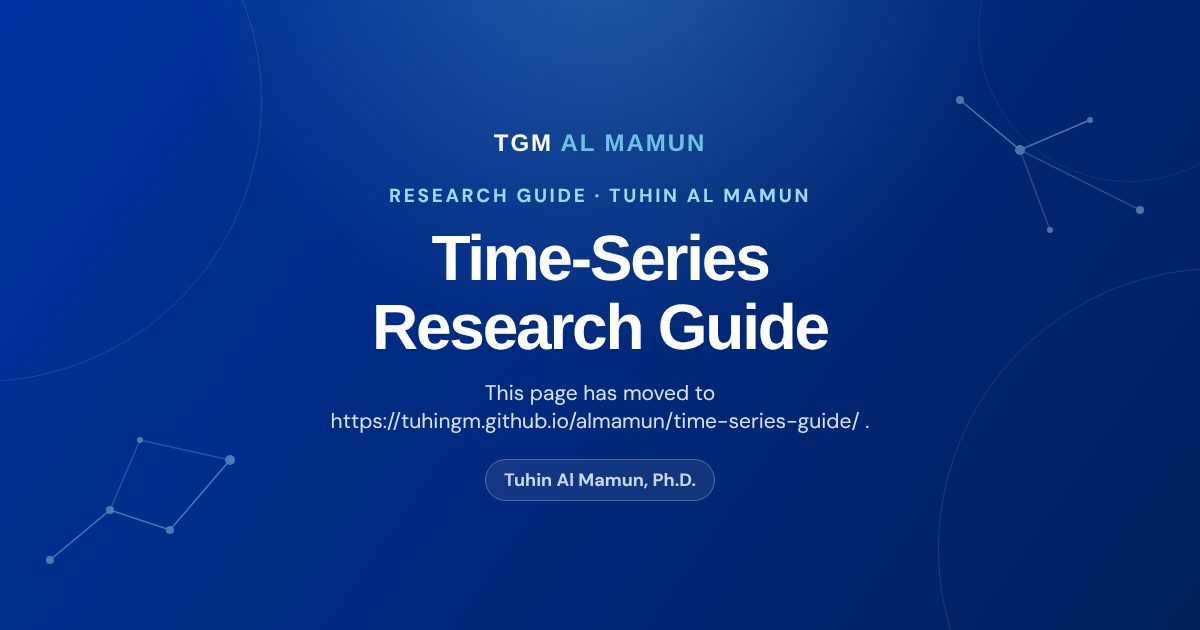 TGM AL MAMUN
RESEARCH GUIDE · TUHIN AL MAMUN
Time-Series
Research Guide
This page has moved to
https://tuhingm.github.io/almamun/time-series-guide/ .
Tuhin Al Mamun, Ph.D.